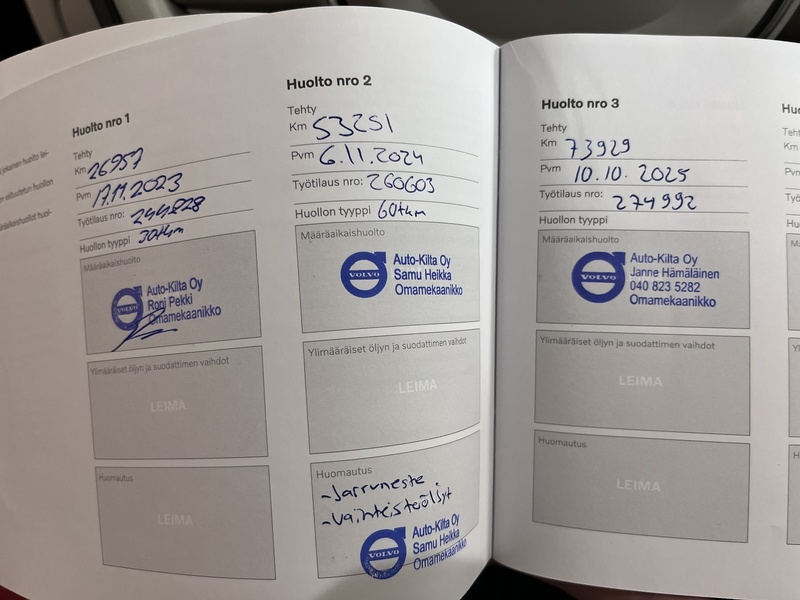 Huolto nro 1
Tehty
Km 26957
Pvm 17.11.2023
Työtilaus nro: 244828
Huollon tyyppi 30tkm
Määräaikaishuolto
VOLVO
Auto-Kilta Oy
Roni Pekki
Omamekaanikko
Ylimääräiset öljyn ja suodattimen vaihdot
LEIMA
Huomautus
LEIMA
Huolto nro 2
Tehty
Km 53251
Pvm 6.11.2024
Työtilaus nro: 260603
Huollon tyyppi 60tkm
Määräaikaishuolto
VOLVO
Auto-Kilta Oy
Samu Heikka
Omamekaanikko
Ylimääräiset öljyn ja suodattimen vaihdot
LEIMA
Huomautus
-Jarruneste.
-vaihteistoöljyt
VOLVO
Auto-Kilta Oy
Samu Heikka
Omamekaanikko
Huolto nro 3
Tehty
Km 73929
Pvm 10.10.2025
Työtilaus nro: 274992
Huollon tyyppi
Määräaikaishuolto
VOLVO
Auto-Kilta Oy
Janne Hämäläinen
040 823 5282
Omamekaanikko
Ylimääräiset öljyn ja suodattimen vaihdot
LEIMA
Huomautus
LEIMA